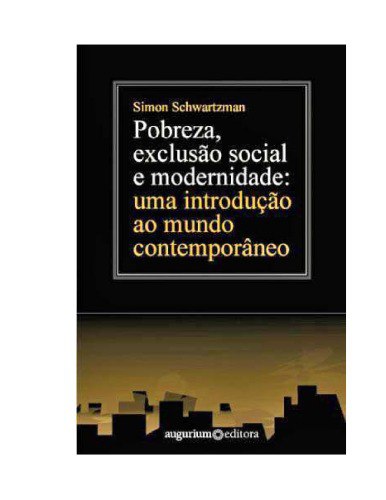 Simon Schwartzman
Pobreza,
exclusão social
e modernidade:
uma introdução
ao mundo
contemporâneo
augurium editora